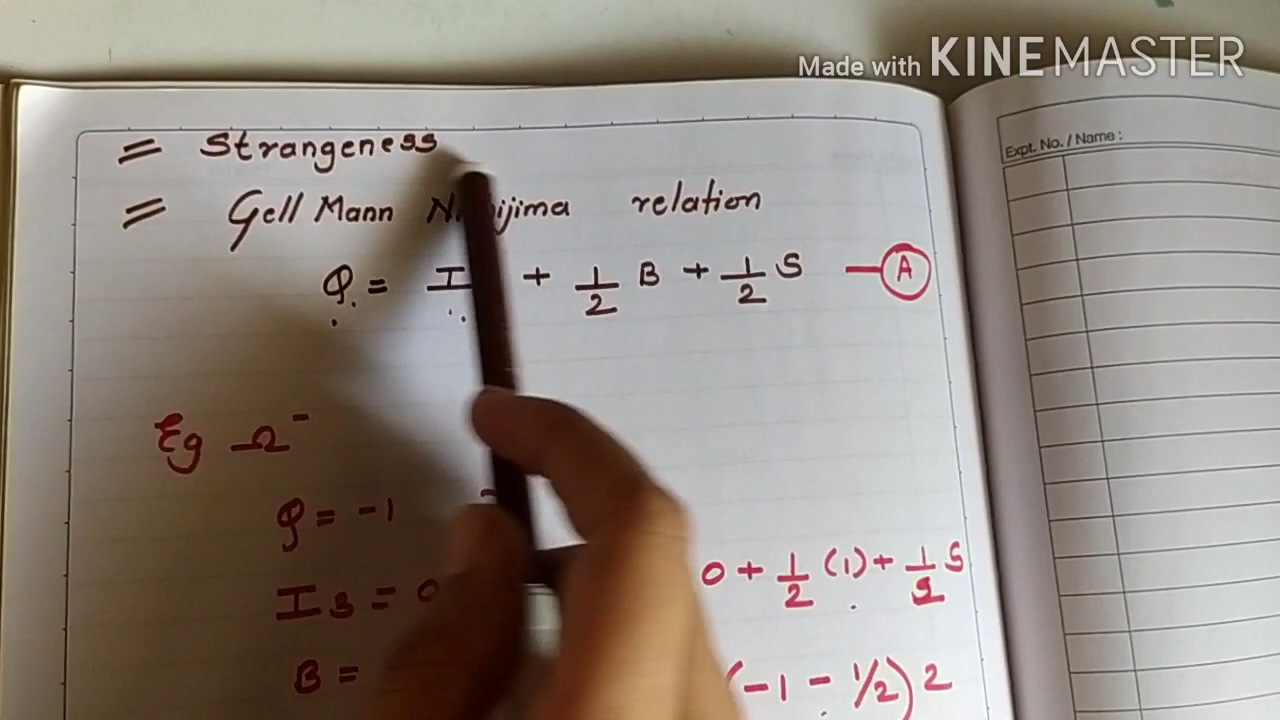 Made with KINEMASTER
Expt. No. / Name :
= Strangeness
= Gell Mann relation
Q = I + 1/2 B + 1/2 S — A
Eg Ω⁻
Q = -1
I3 = 0
0 + 1/2 (1) + 1/2 S
B =
(-1 - 1/2) 2